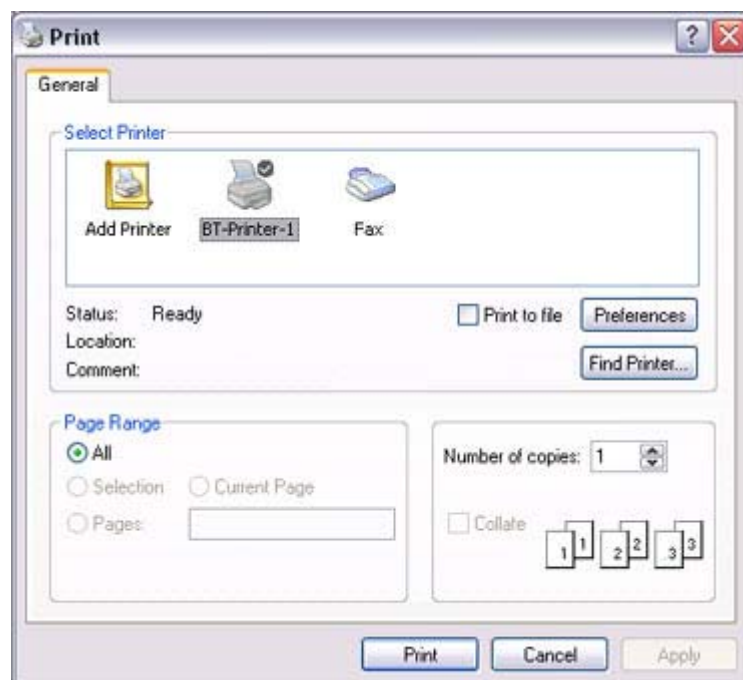 Print
General
Select Printer
Add Printer BT-Printer-1 Fax
Status: Ready
Print to file Preferences
Location:
Comment:
Find Printer...
Page Range
All
Selection Current Page
Pages:
Number of copies: 1
Collate
1 1 2 2 3 3
Print Cancel Apply